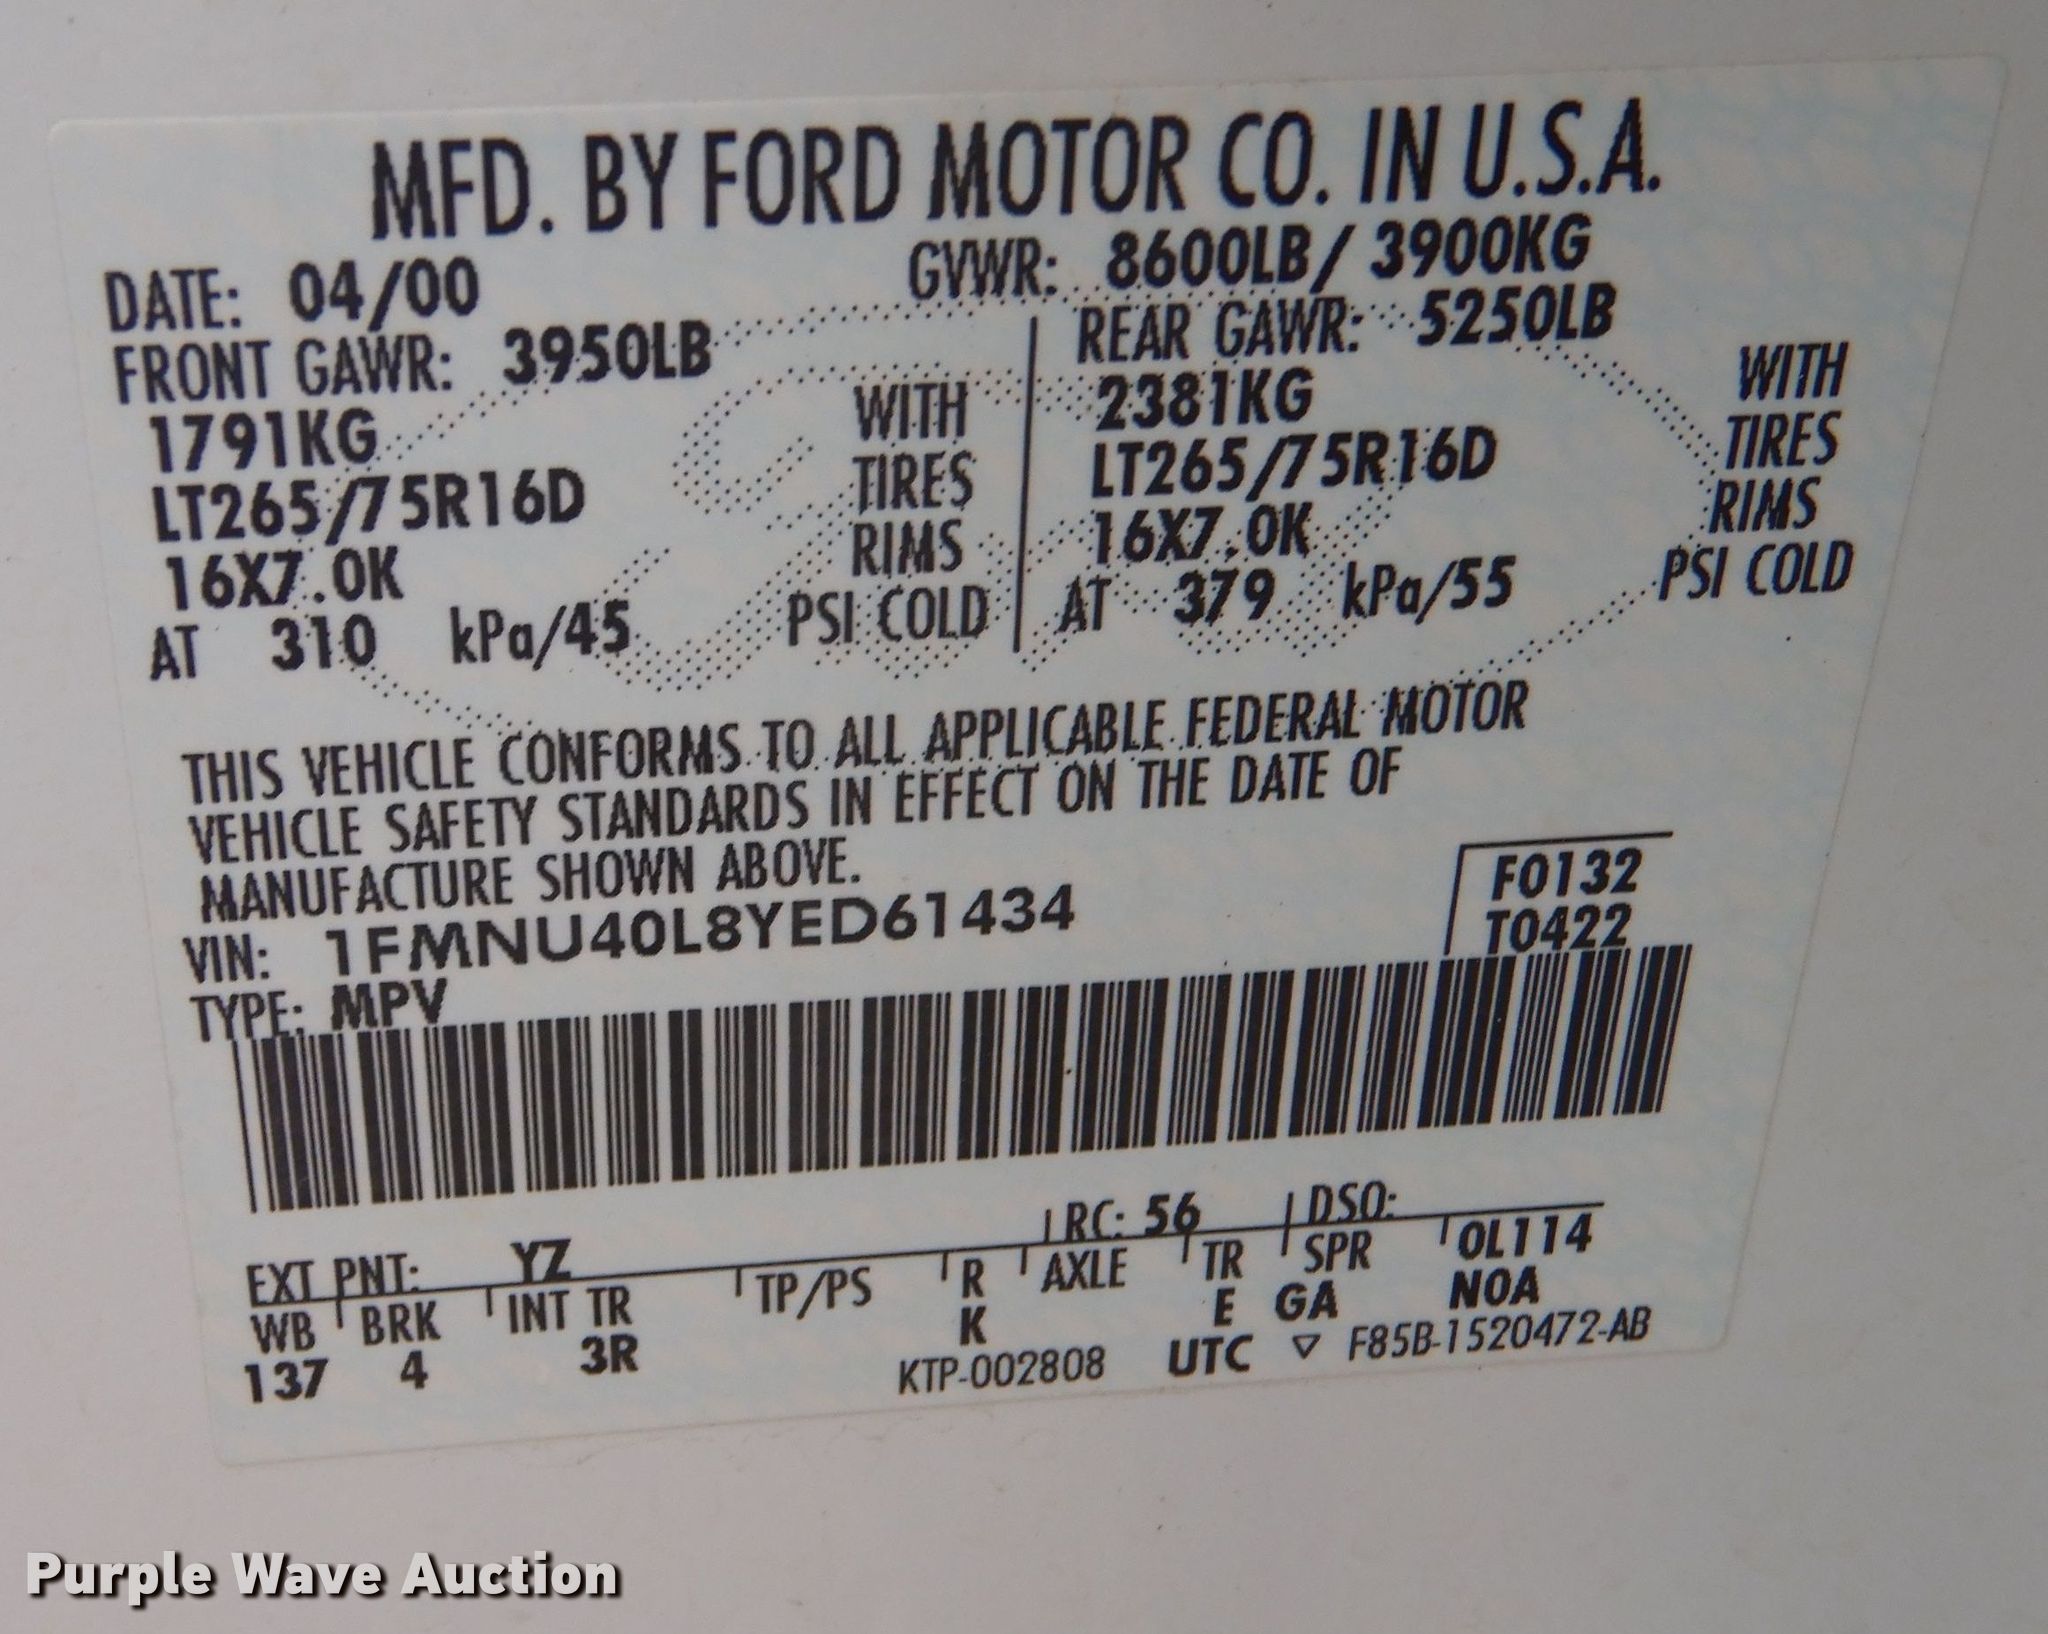 MFD. BY FORD MOTOR CO. IN U.S.A.
DATE: 04/00 GVWR: 8600LB/ 3900KG
FRONT GAWR: 3950LB REAR GAWR: 5250LB
1791KG WITH 2381KG WITH
LT265/75R16D TIRES LT265/75R16D TIRES
16X7.0K RIMS 16X7.0K RIMS
AT 310 kPa/45 PSI COLD AT 379 kPa/55 PSI COLD
THIS VEHICLE CONFORMS TO ALL APPLICABLE FEDERAL MOTOR
VEHICLE SAFETY STANDARDS IN EFFECT ON THE DATE OF
MANUFACTURE SHOWN ABOVE.
VIN: 1FMNU40L8YED61434 F0132
TYPE: MPV T0422
EXT PNT: YZ RC: 56 DSO:
WB BRK INT TR TP/PS R AXLE TR SPR OL114
137 4 3R K E GA NOA
KTP-002808 UTC ▽ F85B-1520472-AB
Purple Wave Auction